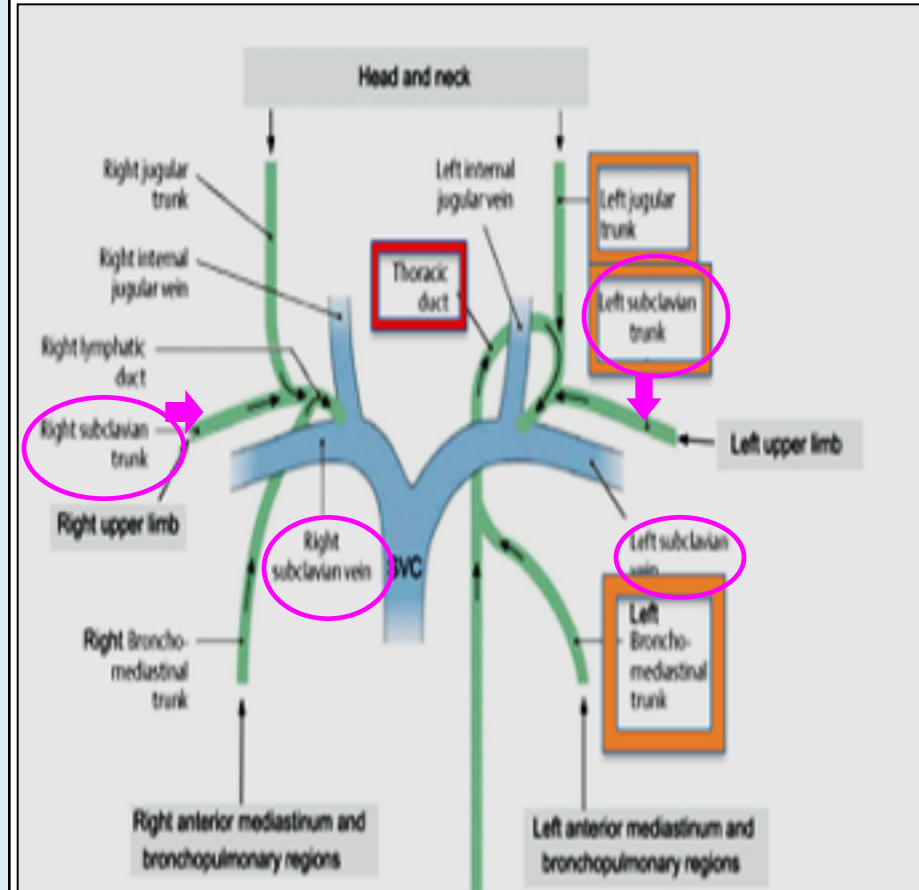 Head and neck
Right jugular
trunk
Left internal
jugular vein
Left jugular
trunk
Right internal
jugular vein
Thoracic
duct
Left subclavian
trunk
Right lymphatic
duct
Right subclavian
trunk
Left upper limb
Right upper limb
Right
subclavian vein
SVC
Left subclavian
vein
Left
Broncho-
mediastinal
trunk
Right Broncho-
mediastinal
trunk
Right anterior mediastinum and
bronchopulmonary regions
Left anterior mediastinum and
bronchopulmonary regions